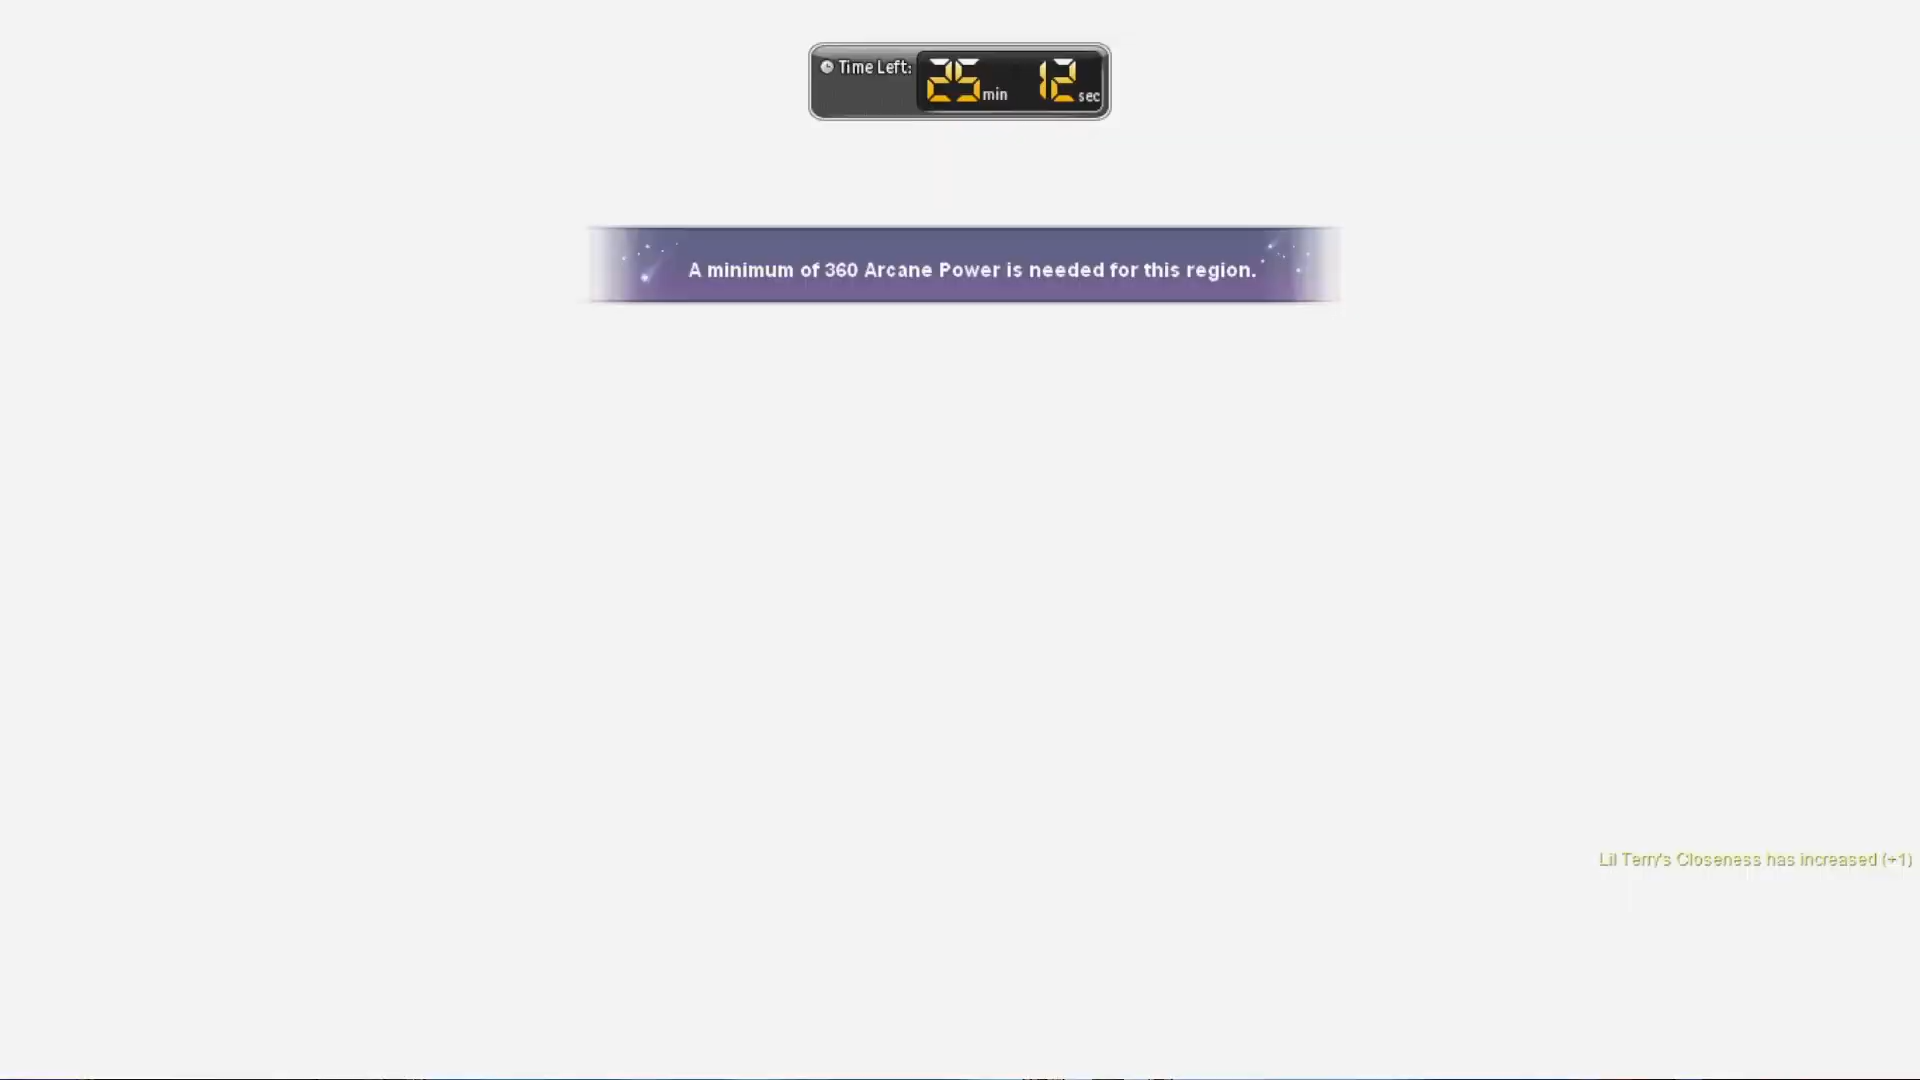 Time Left: 25 min 12 sec
A minimum of 360 Arcane Power is needed for this region.
Lil Terry's Closeness has increased (+1)